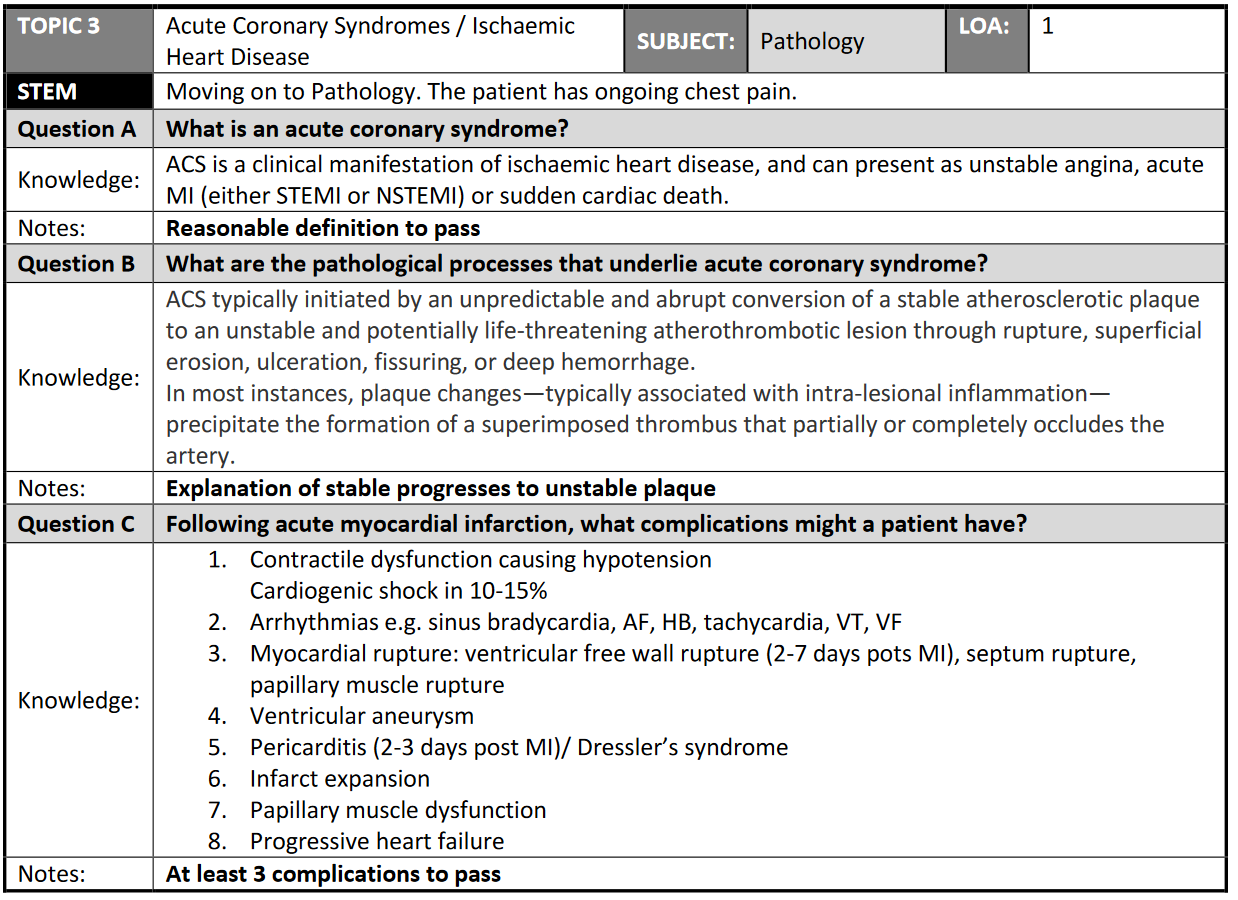 TOPIC 3
Acute Coronary Syndromes / Ischaemic
Heart Disease
SUBJECT:
Pathology
LOA:
1
STEM
Moving on to Pathology. The patient has ongoing chest pain.
Question A
What is an acute coronary syndrome?
Knowledge:
ACS is a clinical manifestation of ischaemic heart disease, and can present as unstable angina, acute
MI (either STEMI or NSTEMI) or sudden cardiac death.
Notes:
Reasonable definition to pass
Question B
What are the pathological processes that underlie acute coronary syndrome?
Knowledge:
ACS typically initiated by an unpredictable and abrupt conversion of a stable atherosclerotic plaque
to an unstable and potentially life-threatening atherothrombotic lesion through rupture, superficial
erosion, ulceration, fissuring, or deep hemorrhage.
In most instances, plaque changes—typically associated with intra-lesional inflammation—
precipitate the formation of a superimposed thrombus that partially or completely occludes the
artery.
Notes:
Explanation of stable progresses to unstable plaque
Question C
Following acute myocardial infarction, what complications might a patient have?
Knowledge:
1. Contractile dysfunction causing hypotension
Cardiogenic shock in 10-15%
2. Arrhythmias e.g. sinus bradycardia, AF, HB, tachycardia, VT, VF
3. Myocardial rupture: ventricular free wall rupture (2-7 days pots MI), septum rupture,
papillary muscle rupture
4. Ventricular aneurysm
5. Pericarditis (2-3 days post MI)/ Dressler’s syndrome
6. Infarct expansion
7. Papillary muscle dysfunction
8. Progressive heart failure
Notes:
At least 3 complications to pass